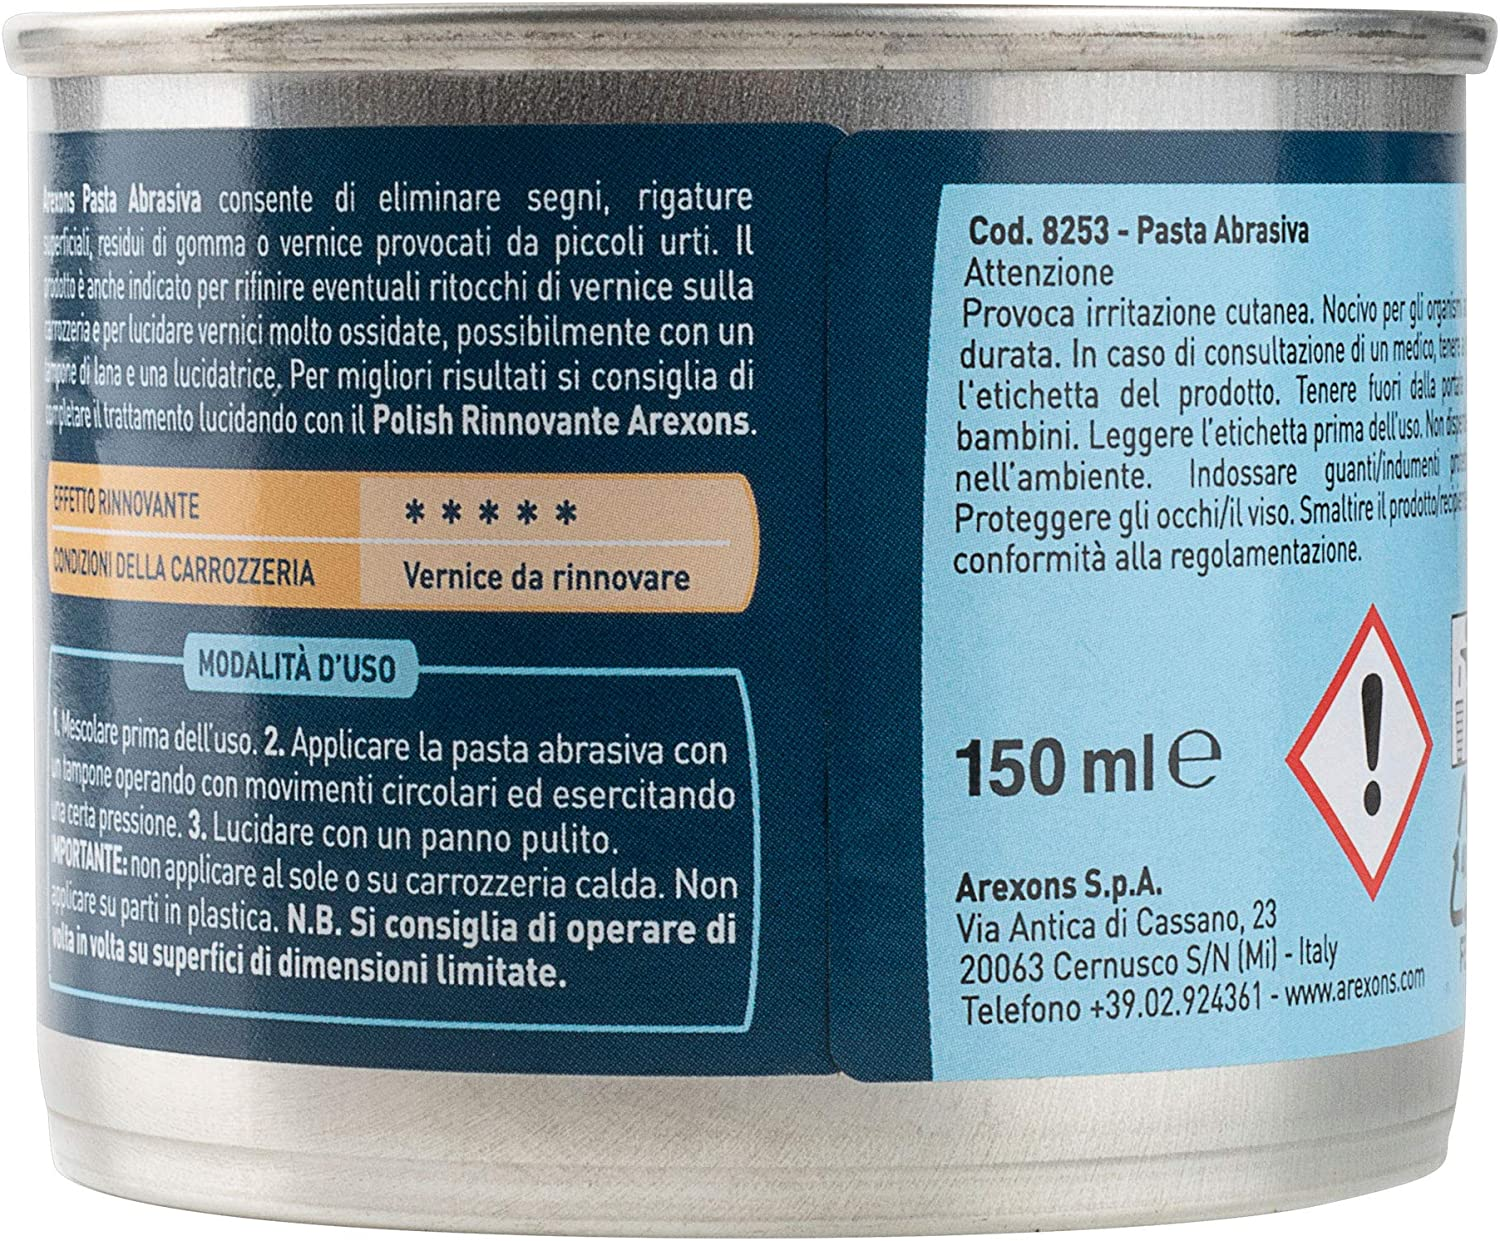 Arexons Pasta Abrasiva consente di eliminare segni, rigature
superficiali, residui di gomma o vernice provocati da piccoli urti. Il
prodotto è anche indicato per rifinire eventuali ritocchi di vernice sulla
carrozzeria e per lucidare vernici molto ossidate, possibilmente con un
tampone di lana e una lucidatrice. Per migliori risultati si consiglia di
completare il trattamento lucidando con il Polish Rinnovante Arexons.
EFFETTO RINNOVANTE
* * * * *
CONDIZIONI DELLA CARROZZERIA
Vernice da rinnovare
MODALITÀ D'USO
1. Mescolare prima dell'uso. 2. Applicare la pasta abrasiva con
un tampone operando con movimenti circolari ed esercitando
una certa pressione. 3. Lucidare con un panno pulito.
IMPORTANTE: non applicare al sole o su carrozzeria calda. Non
applicare su parti in plastica. N.B. Si consiglia di operare di
volta in volta su superfici di dimensioni limitate.
Cod. 8253 - Pasta Abrasiva
Attenzione
Provoca irritazione cutanea. Nocivo per gli organismi
durata. In caso di consultazione di un medico, tenere
l'etichetta del prodotto. Tenere fuori dalla portata
bambini. Leggere l'etichetta prima dell'uso. Non
nell'ambiente. Indossare guanti/indumenti
Proteggere gli occhi/il viso. Smaltire il
conformità alla regolamentazione.
150 ml e
Arexons S.p.A.
Via Antica di Cassano, 23
20063 Cernusco S/N (Mi) - Italy
Telefono +39.02.924361 - www.arexons.com